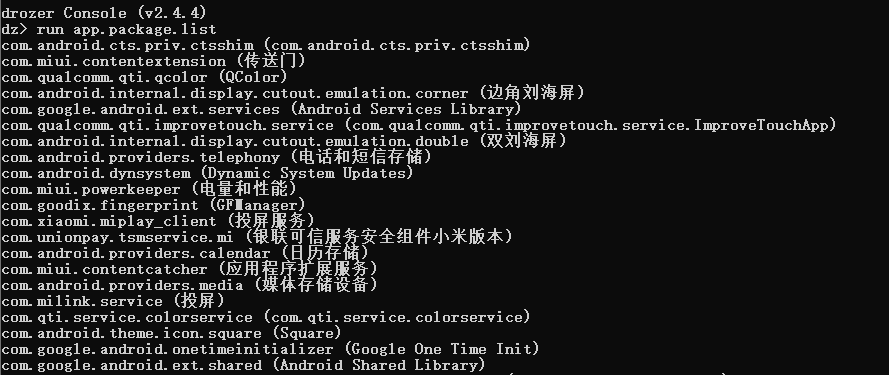 drozer Console (v2.4.4)
dz> run app.package.list
com.android.cts.priv.ctsshim (com.android.cts.priv.ctsshim)
com.miui.contentextension (传送门)
com.qualcomm.qti.qcolor (QColor)
com.android.internal.display.cutout.emulation.corner (边角刘海屏)
com.google.android.ext.services (Android Services Library)
com.qualcomm.qti.improvetouch.service (com.qualcomm.qti.improvetouch.service.ImproveTouchApp)
com.android.internal.display.cutout.emulation.double (双刘海屏)
com.android.providers.telephony (电话和短信存储)
com.android.dynsystem (Dynamic System Updates)
com.miui.powerkeeper (电量和性能)
com.goodix.fingerprint (GFManager)
com.xiaomi.miplay_client (投屏服务)
com.unionpay.tsmservice.mi (银联可信服务安全组件小米版本)
com.android.providers.calendar (日历存储)
com.miui.contentcatcher (应用程序扩展服务)
com.android.providers.media (媒体存储设备)
com.milink.service (投屏)
com.qti.service.colorservice (com.qti.service.colorservice)
com.android.theme.icon.square (Square)
com.google.android.onetimeinitializer (Google One Time Init)
com.google.android.ext.shared (Android Shared Library)